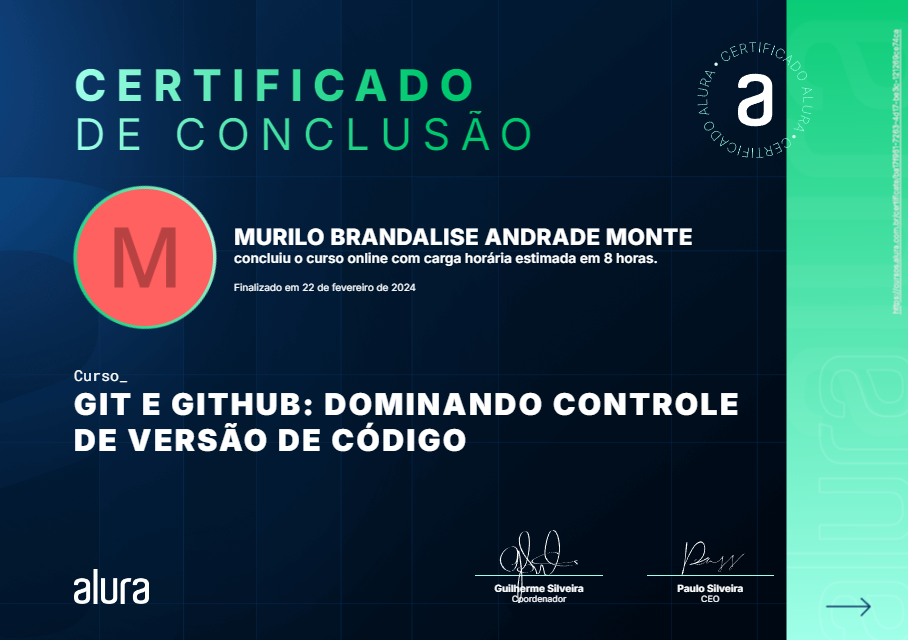 CERTIFICADO
DE CONCLUSÃO
CERTIFICADO ALURA • CERTIFICADO ALURA •
a
M
MURILO BRANDALISE ANDRADE MONTE
concluiu o curso online com carga horária estimada em 8 horas.
Finalizado em 22 de fevereiro de 2024
Curso_
GIT E GITHUB: DOMINANDO CONTROLE
DE VERSÃO DE CÓDIGO
alura
Guilherme Silveira
Coordenador
Paulo Silveira
CEO
alura